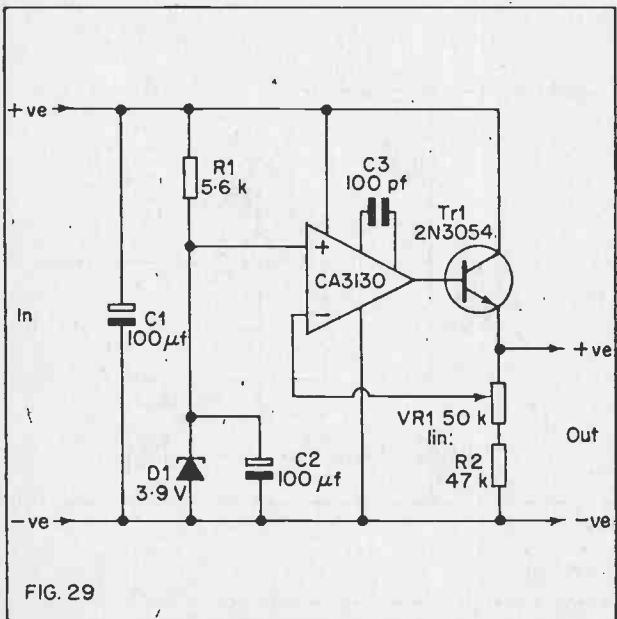 +ve
R1
5·6 k
C3
100 pf
Tr1
2N3054
+
CA3130
−
In
C1
100 µf
+ve
VR1 50 k
lin:
Out
R2
47 k
D1
3·9 V
C2
100 µf
−ve
−ve
FIG. 29